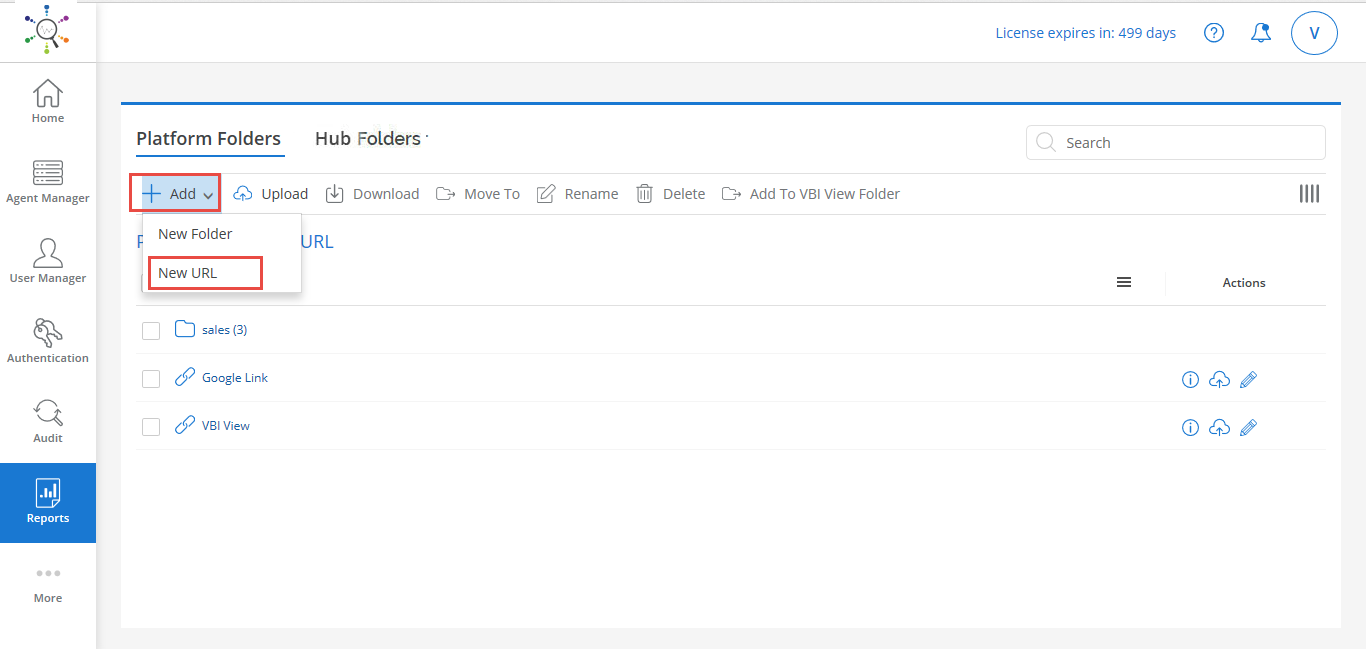 License expires in: 499 days
V
Home
Agent Manager
User Manager
Authentication
Audit
Reports
More
Platform Folders
Hub Folders
Search
Add
Upload
Download
Move To
Rename
Delete
Add To VBI View Folder
New Folder
New URL
URL
Actions
sales (3)
Google Link
VBI View